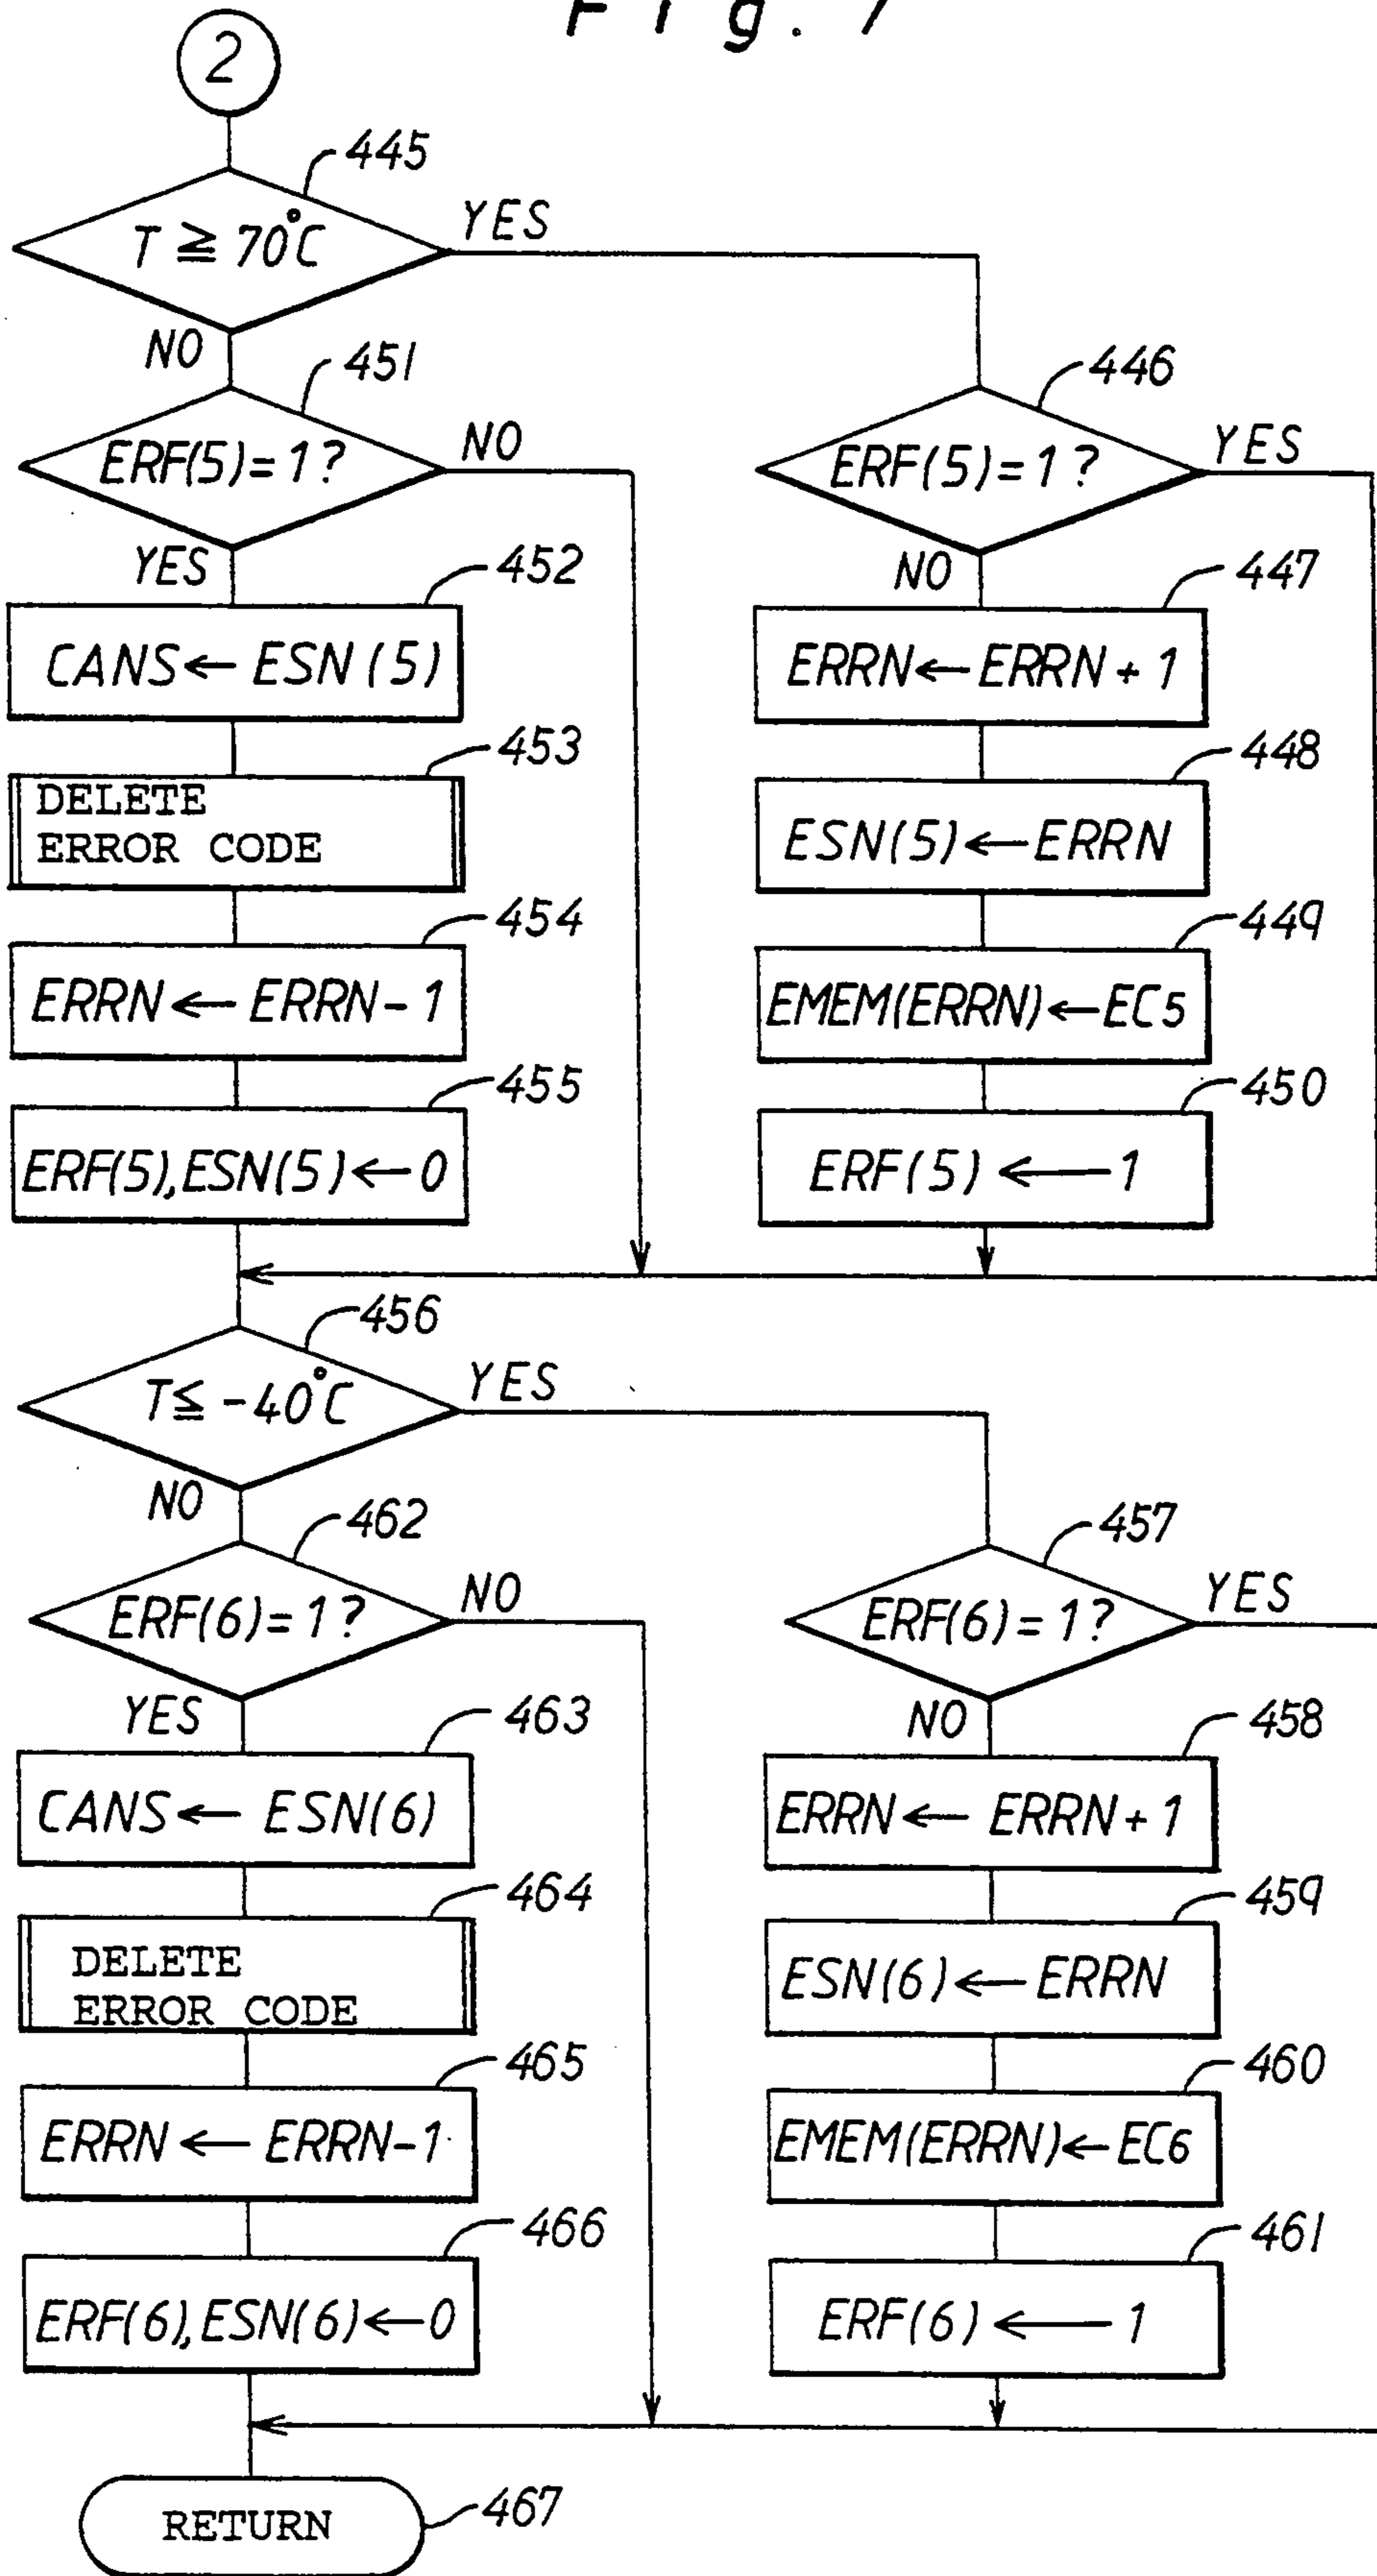 Fig. 7
2
445
T ≧ 70°C
YES
NO
451
ERF(5)=1?
NO
446
ERF(5)=1?
YES
YES
452
CANS ← ESN(5)
NO
447
ERRN ← ERRN+1
453
DELETE
ERROR CODE
448
ESN(5) ← ERRN
454
ERRN ← ERRN-1
449
EMEM(ERRN) ← EC5
455
ERF(5),ESN(5) ← 0
450
ERF(5) ← 1
456
T ≦ -40°C
YES
NO
462
ERF(6)=1?
NO
457
ERF(6)=1?
YES
YES
463
CANS ← ESN(6)
NO
458
ERRN ← ERRN+1
464
DELETE
ERROR CODE
459
ESN(6) ← ERRN
465
ERRN ← ERRN-1
460
EMEM(ERRN) ← EC6
466
ERF(6),ESN(6) ← 0
461
ERF(6) ← 1
RETURN
467